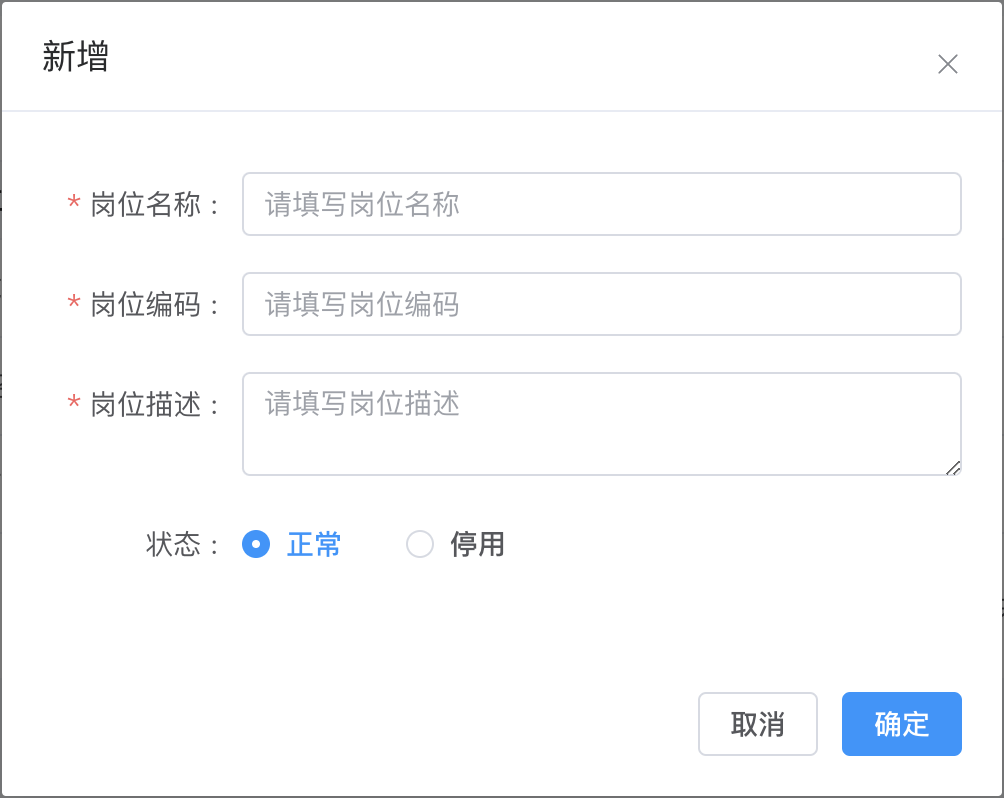 新增
* 岗位名称： 请填写岗位名称
* 岗位编码： 请填写岗位编码
* 岗位描述： 请填写岗位描述
状态： 正常 停用
取消 确定